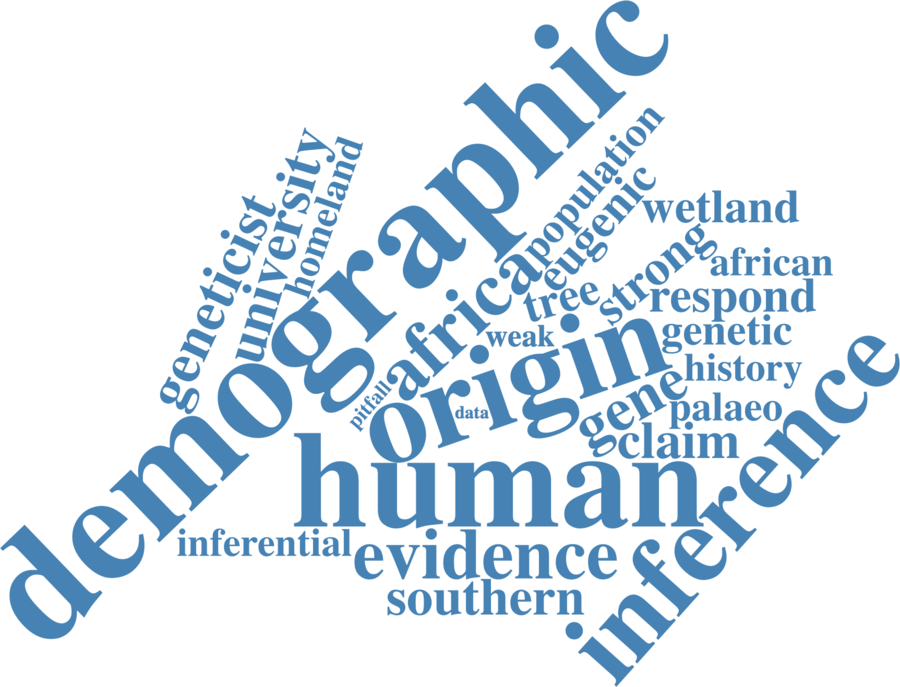 demographic
geneticist
university
homeland
population
eugenic
wetland
strong
african
africa
tree
respond
weak
origin
genetic
history
pitfall
data
gene
palaeo
claim
human
inference
inferential
evidence
southern